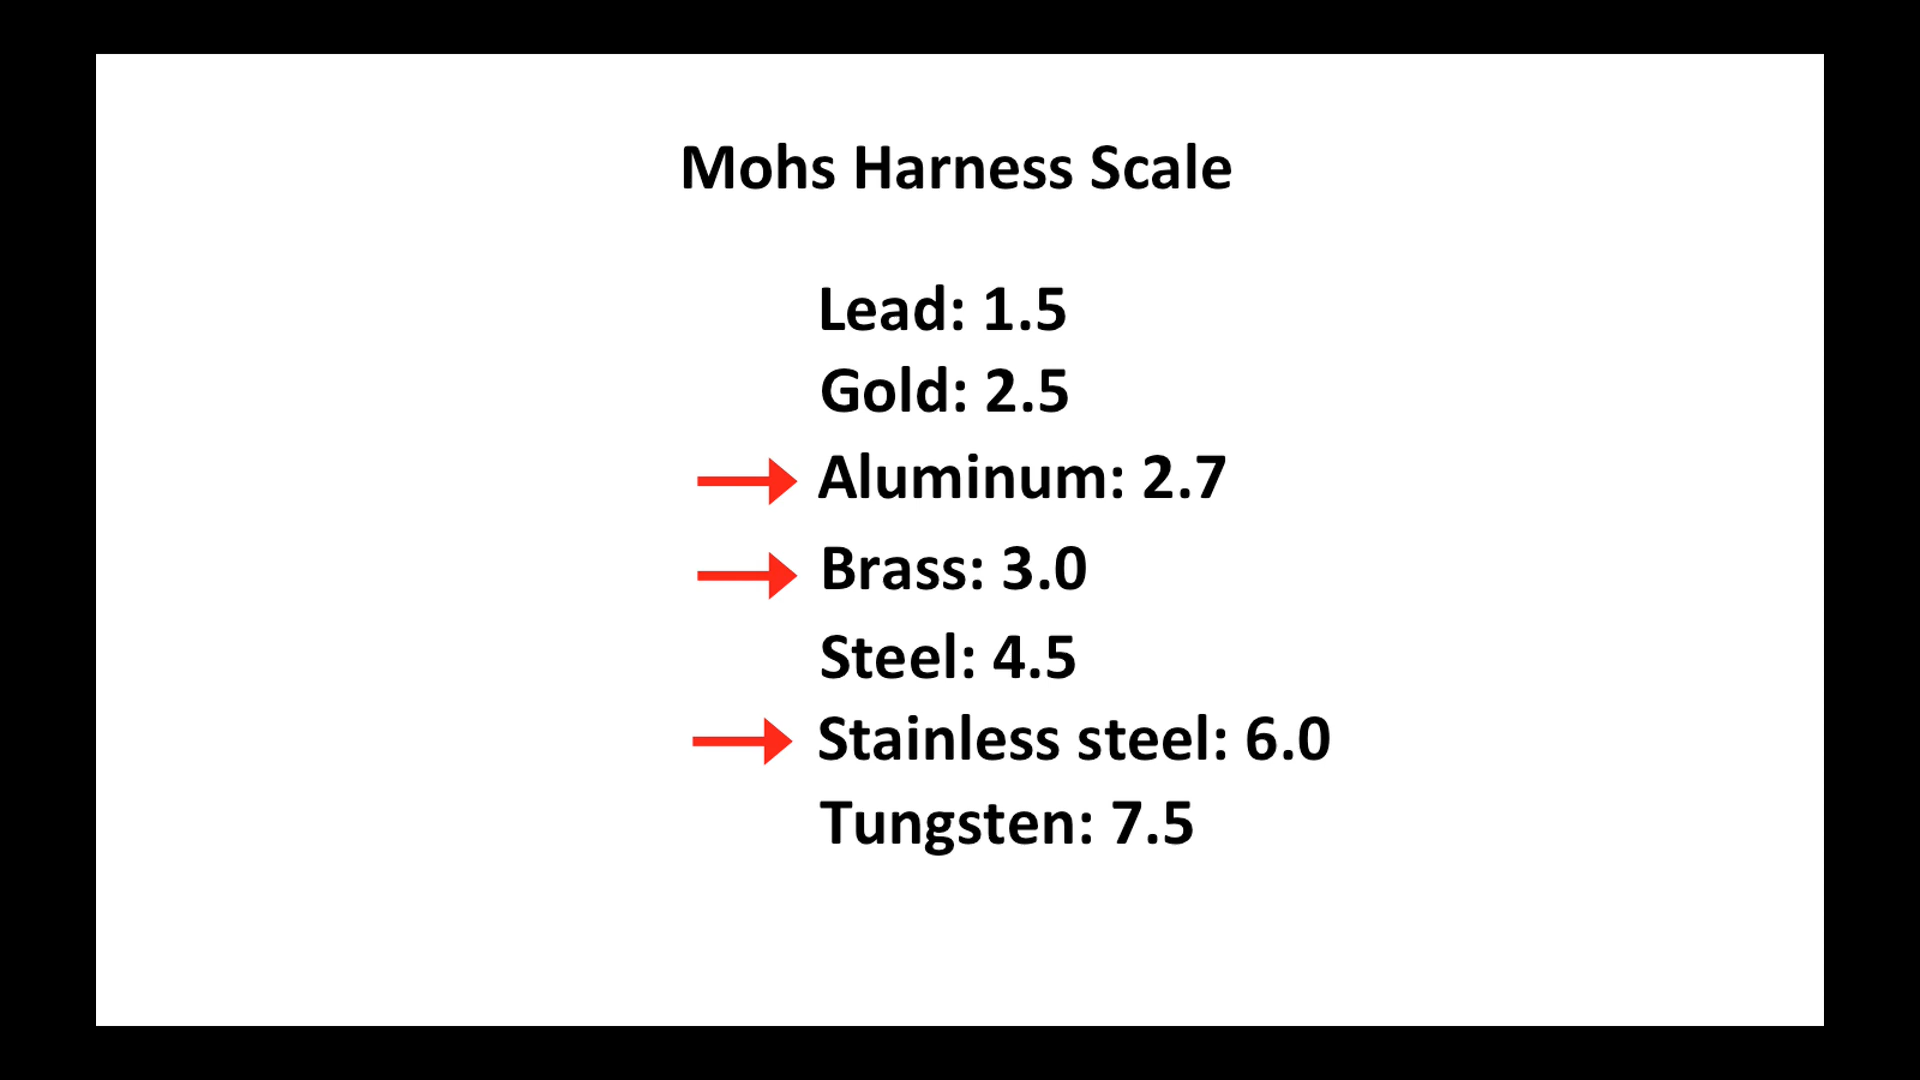 Mohs Harness Scale
Lead: 1.5
Gold: 2.5
Aluminum: 2.7
Brass: 3.0
Steel: 4.5
Stainless steel: 6.0
Tungsten: 7.5